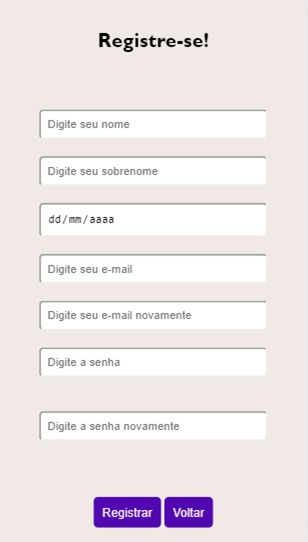 Registre-se!
Digite seu nome
Digite seu sobrenome
dd/mm/aaaa
Digite seu e-mail
Digite seu e-mail novamente
Digite a senha
Digite a senha novamente
Registrar Voltar